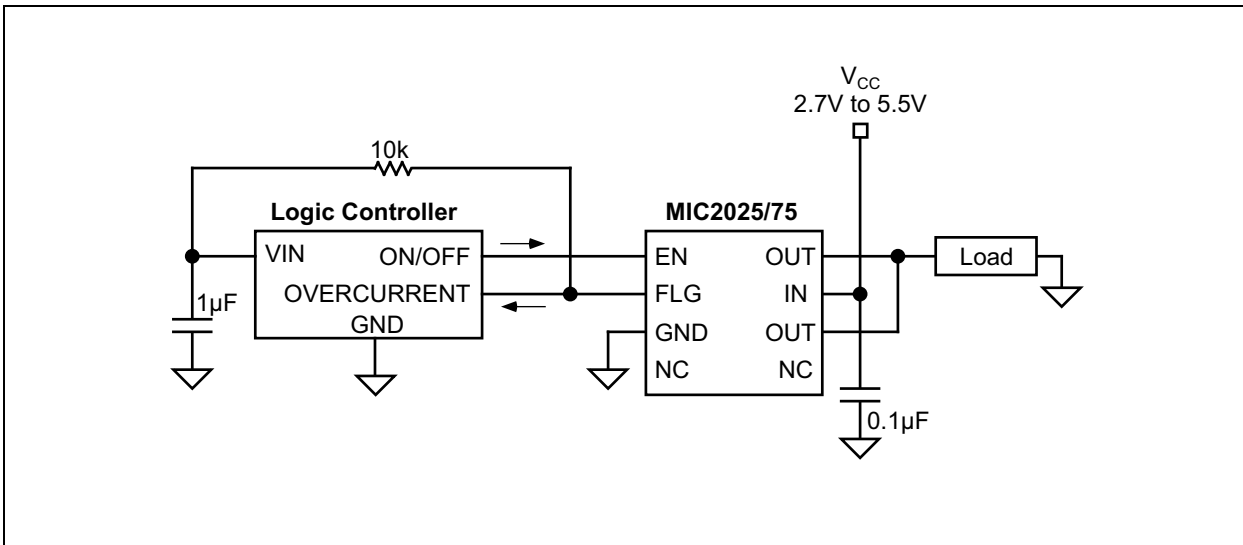 V_CC
2.7V to 5.5V
10k
Logic Controller
MIC2025/75
VIN
ON/OFF
OVERCURRENT
GND
1µF
EN
OUT
FLG
IN
GND
OUT
NC
NC
Load
0.1µF